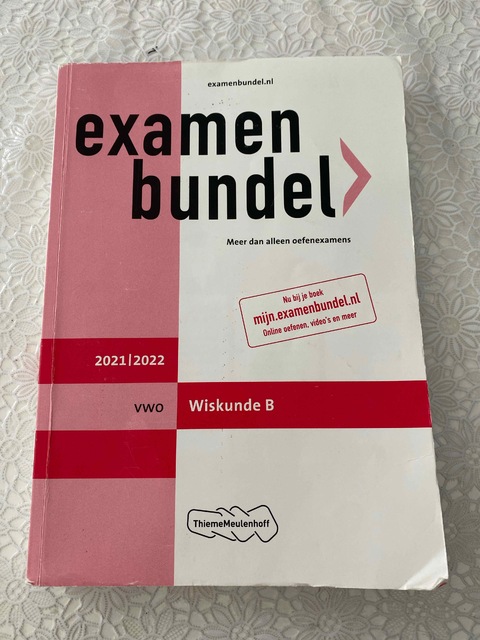 examenbundel.nl
examen
bundel
Meer dan alleen oefenexamens
Nu bij je boek
mijn.examenbundel.nl
Online oefenen, video's en meer
2021|2022
vwo
Wiskunde B
ThiemeMeulenhoff